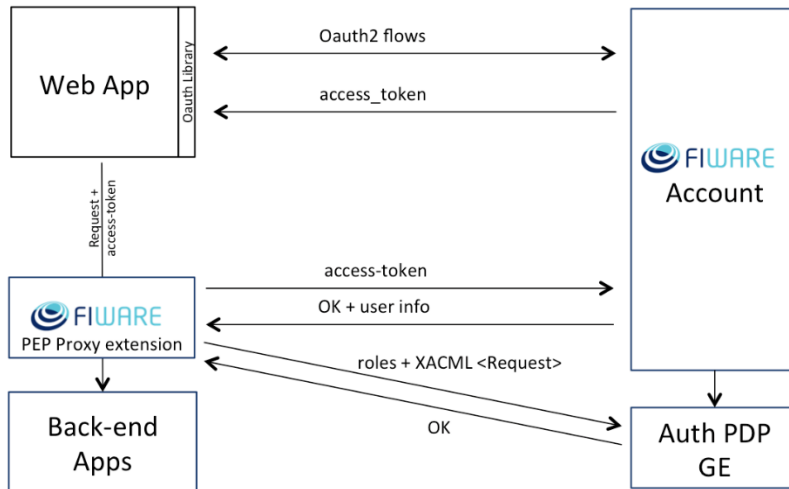 Oauth2 flows
Web App
Oauth Library
access_token
FIWARE
Account
Request +
access-token
access-token
OK + user info
FIWARE
PEP Proxy extension
roles + XACML <Request>
OK
Back-end
Apps
Auth PDP
GE